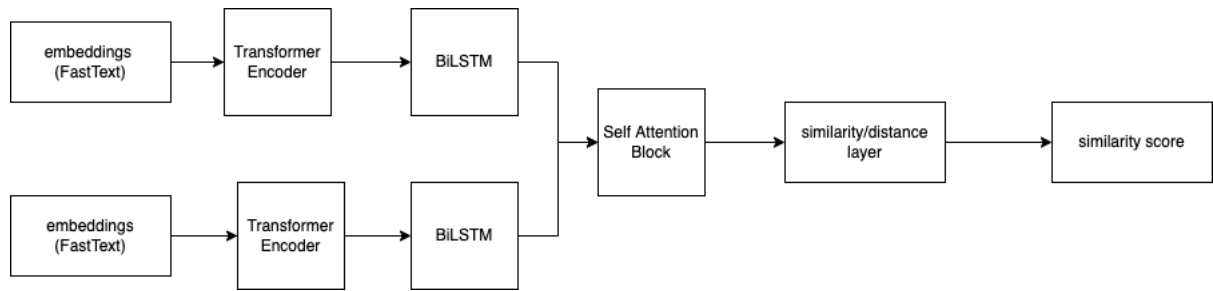 embeddings
(FastText)
Transformer
Encoder
BiLSTM
Self Attention
Block
similarity/distance
layer
similarity score
embeddings
(FastText)
Transformer
Encoder
BiLSTM